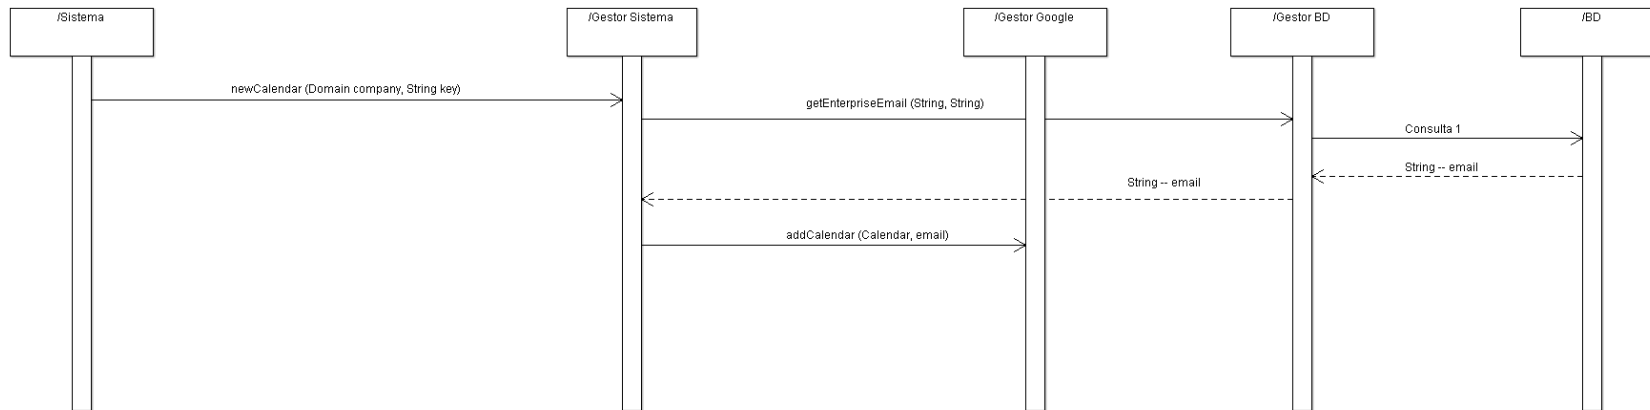 /Sistema
/Gestor Sistema
/Gestor Google
/Gestor BD
/BD
newCalendar (Domain company, String key)
getEnterpriseEmail (String, String)
Consulta 1
String -- email
String -- email
addCalendar (Calendar, email)